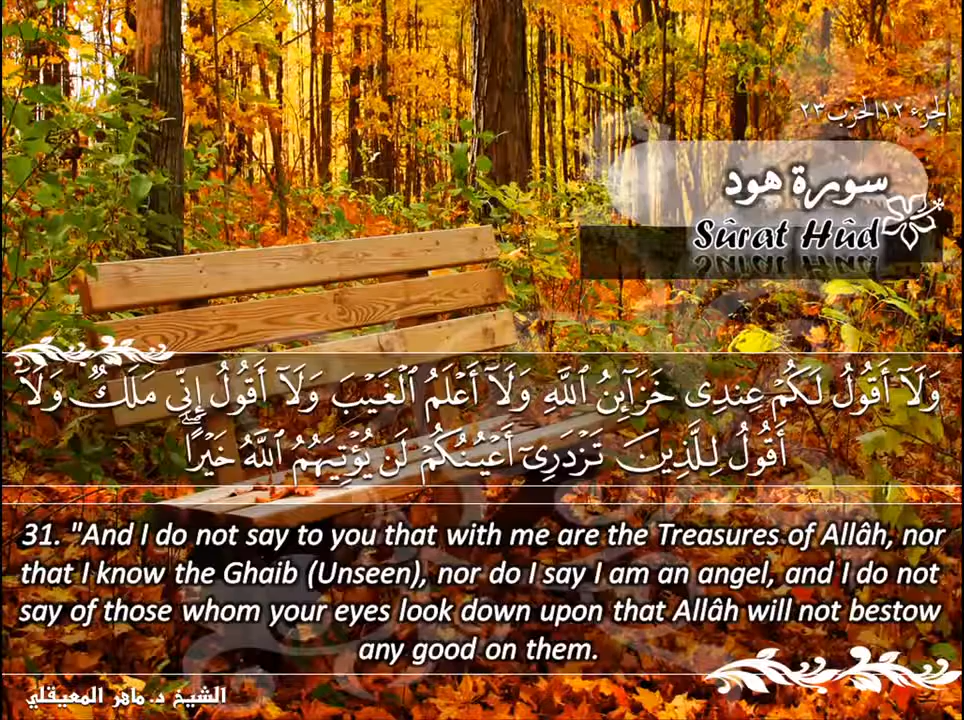 الجزء ١٢ الحزب ٢٣
سورة هود
Sûrat Hûd
وَلَآ أَقُولُ لَكُمْ عِندِى خَزَآئِنُ ٱللَّهِ وَلَآ أَعْلَمُ ٱلْغَيْبَ وَلَآ أَقُولُ إِنِّى مَلَكٌ وَلَآ
أَقُولُ لِلَّذِينَ تَزْدَرِىٓ أَعْيُنُكُمْ لَن يُؤْتِيَهُمُ ٱللَّهُ خَيْرًا ۖ
31. "And I do not say to you that with me are the Treasures of Allâh, nor
that I know the Ghaib (Unseen), nor do I say I am an angel, and I do not
say of those whom your eyes look down upon that Allâh will not bestow
any good on them.
الشيخ د. ماهر المعيقلي